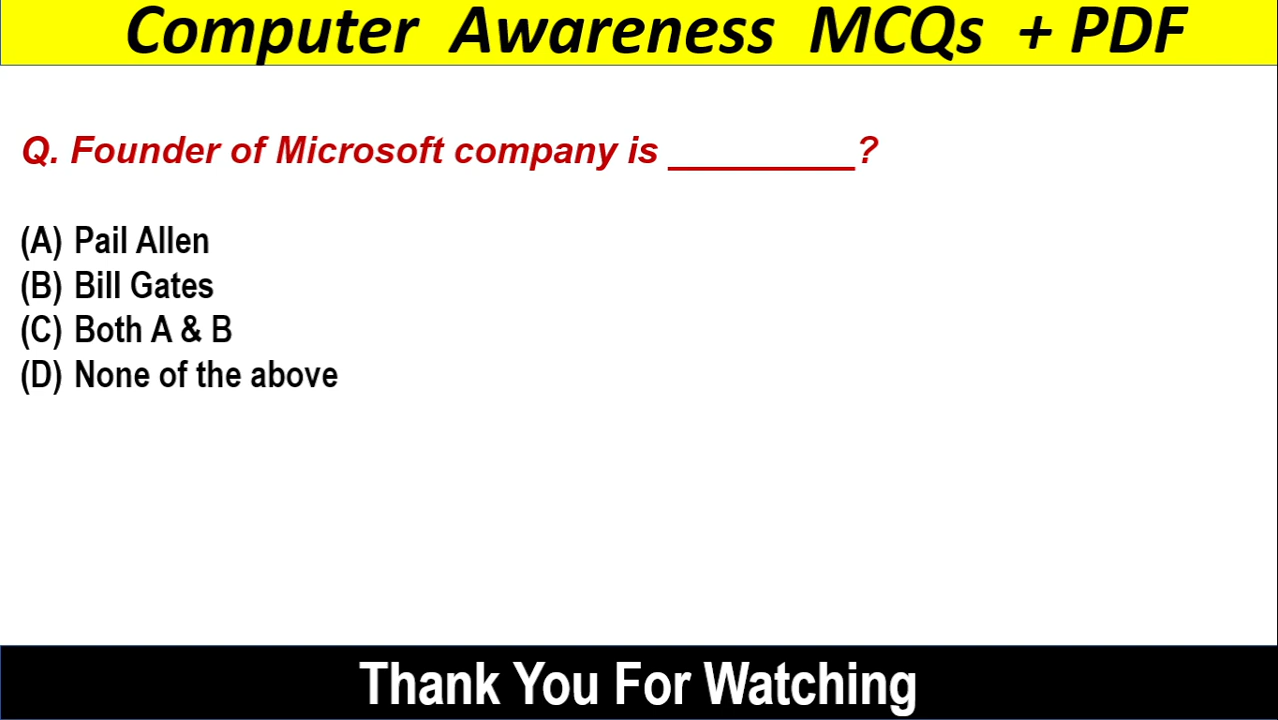 Computer Awareness MCQs + PDF
Q. Founder of Microsoft company is _________?
(A) Pail Allen
(B) Bill Gates
(C) Both A & B
(D) None of the above
Thank You For Watching